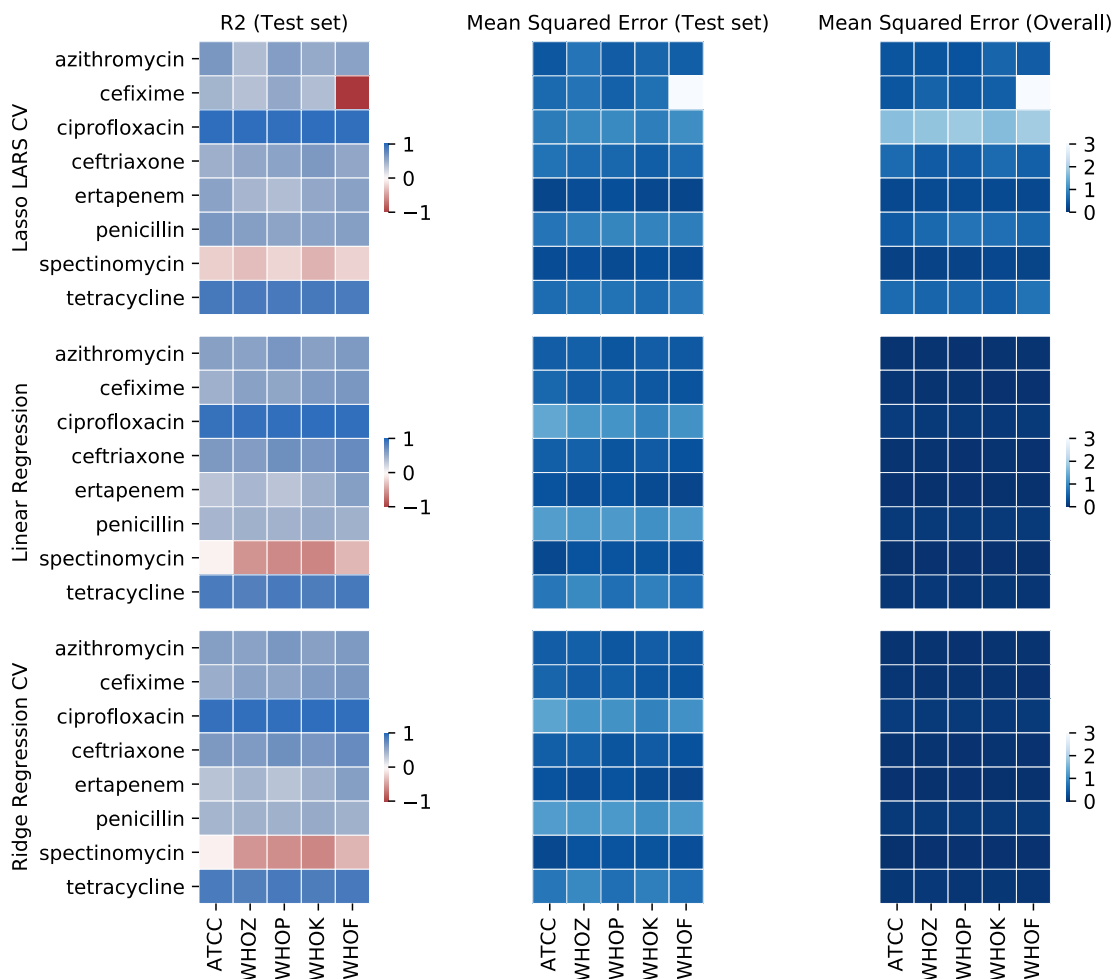 R2 (Test set) Mean Squared Error (Test set) Mean Squared Error (Overall)
Lasso LARS CV
azithromycin
cefixime
ciprofloxacin
ceftriaxone
ertapenem
penicillin
spectinomycin
tetracycline
1
0
−1
3
2
1
0
3
2
1
0
Linear Regression
azithromycin
cefixime
ciprofloxacin
ceftriaxone
ertapenem
penicillin
spectinomycin
tetracycline
1
0
−1
3
2
1
0
3
2
1
0
Ridge Regression CV
azithromycin
cefixime
ciprofloxacin
ceftriaxone
ertapenem
penicillin
spectinomycin
tetracycline
1
0
−1
3
2
1
0
3
2
1
0
ATCC WHOZ WHOP WHOK WHOF
ATCC WHOZ WHOP WHOK WHOF
ATCC WHOZ WHOP WHOK WHOF